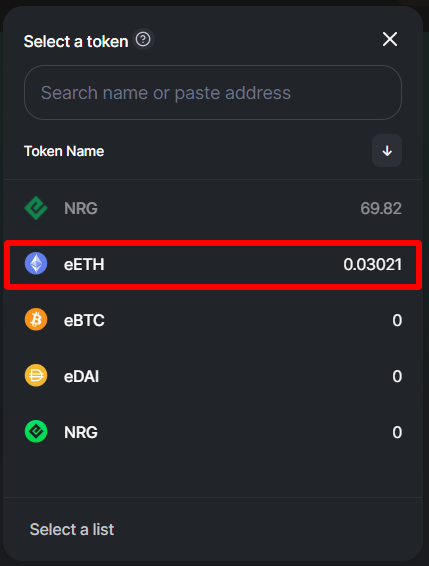 Select a token ?
Search name or paste address
Token Name
NRG 69.82
eETH 0.03021
eBTC 0
eDAI 0
NRG 0
Select a list